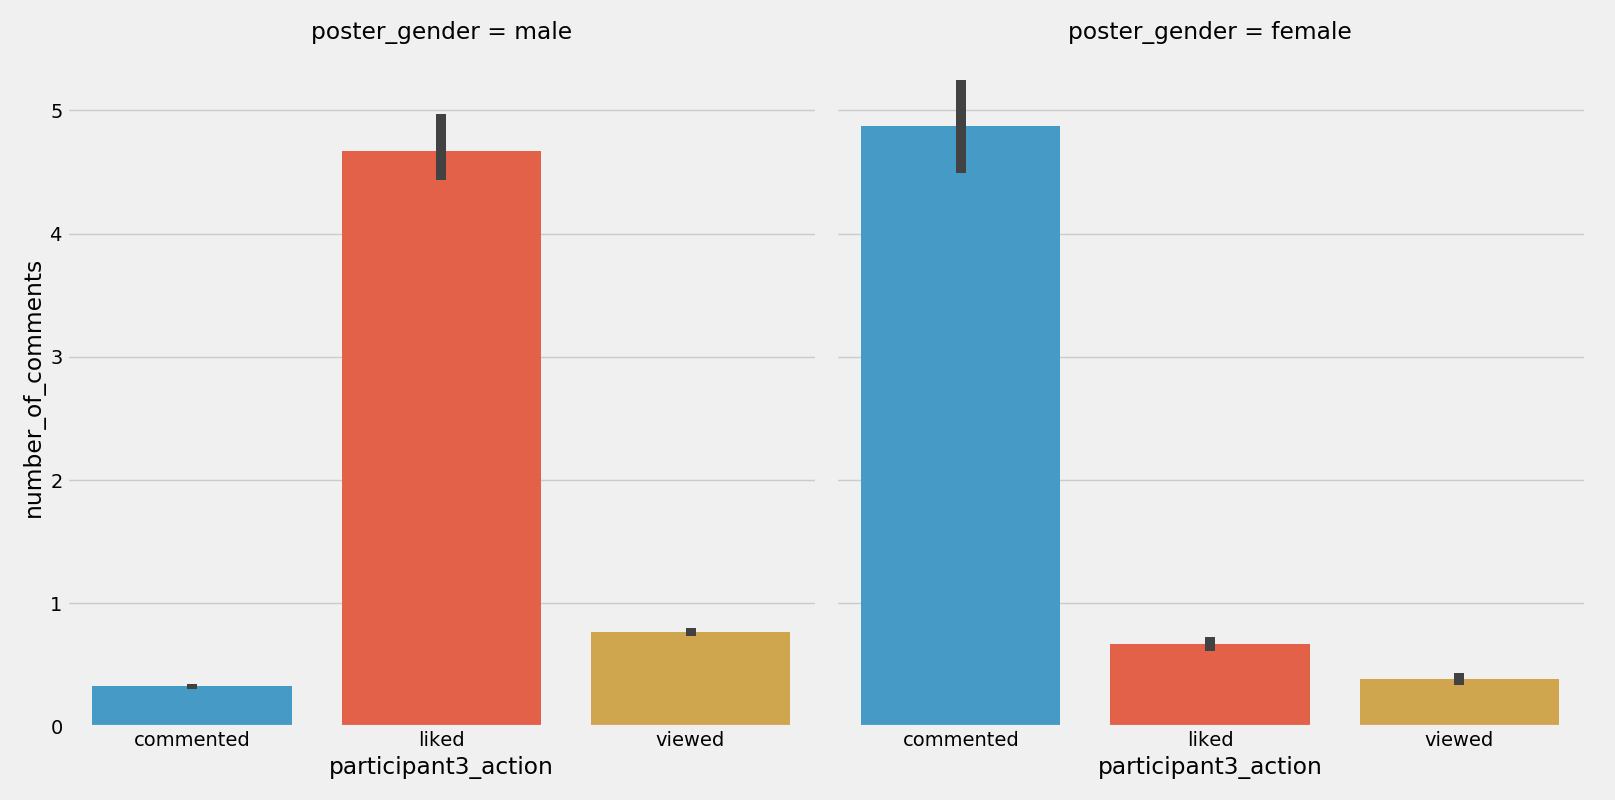 poster_gender = male
poster_gender = female
number_of_comments
5
4
3
2
1
0
commented
liked
viewed
participant3_action
commented
liked
viewed
participant3_action